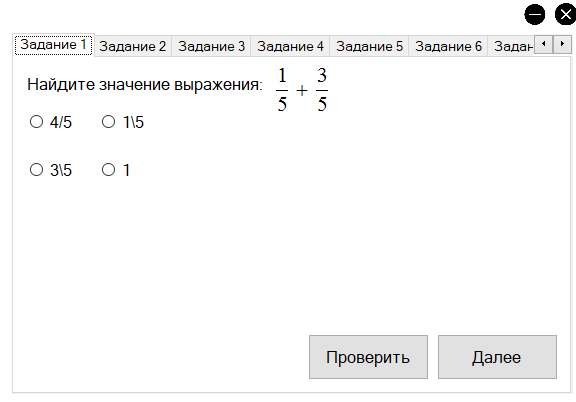 Задание 1 Задание 2 Задание 3 Задание 4 Задание 5 Задание 6 Задан
Найдите значение выражения: 1/5 + 3/5
4/5 1\5
3\5 1
Проверить Далее